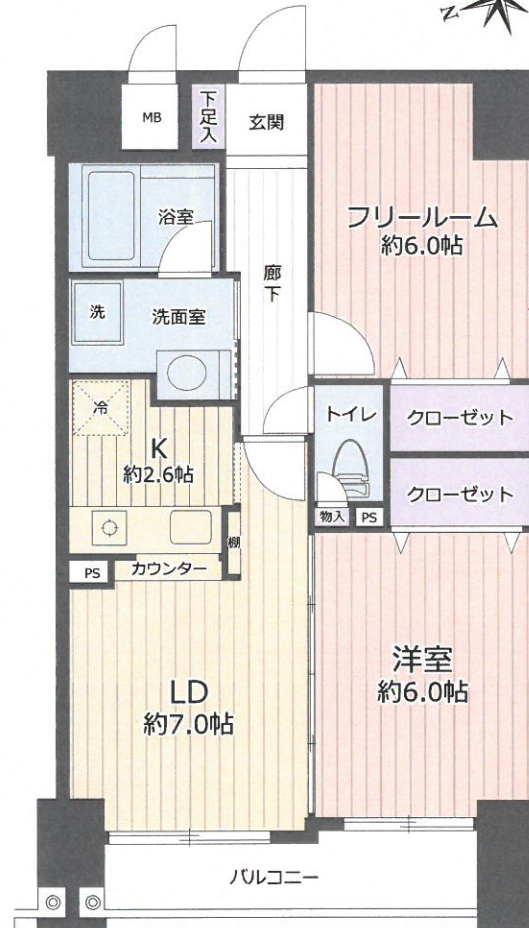 N
MB
下足入
玄関
浴室
フリールーム
約6.0帖
廊下
洗
洗面室
冷
K
約2.6帖
トイレ
クローゼット
クローゼット
物入
PS
棚
PS
カウンター
LD
約7.0帖
洋室
約6.0帖
バルコニー